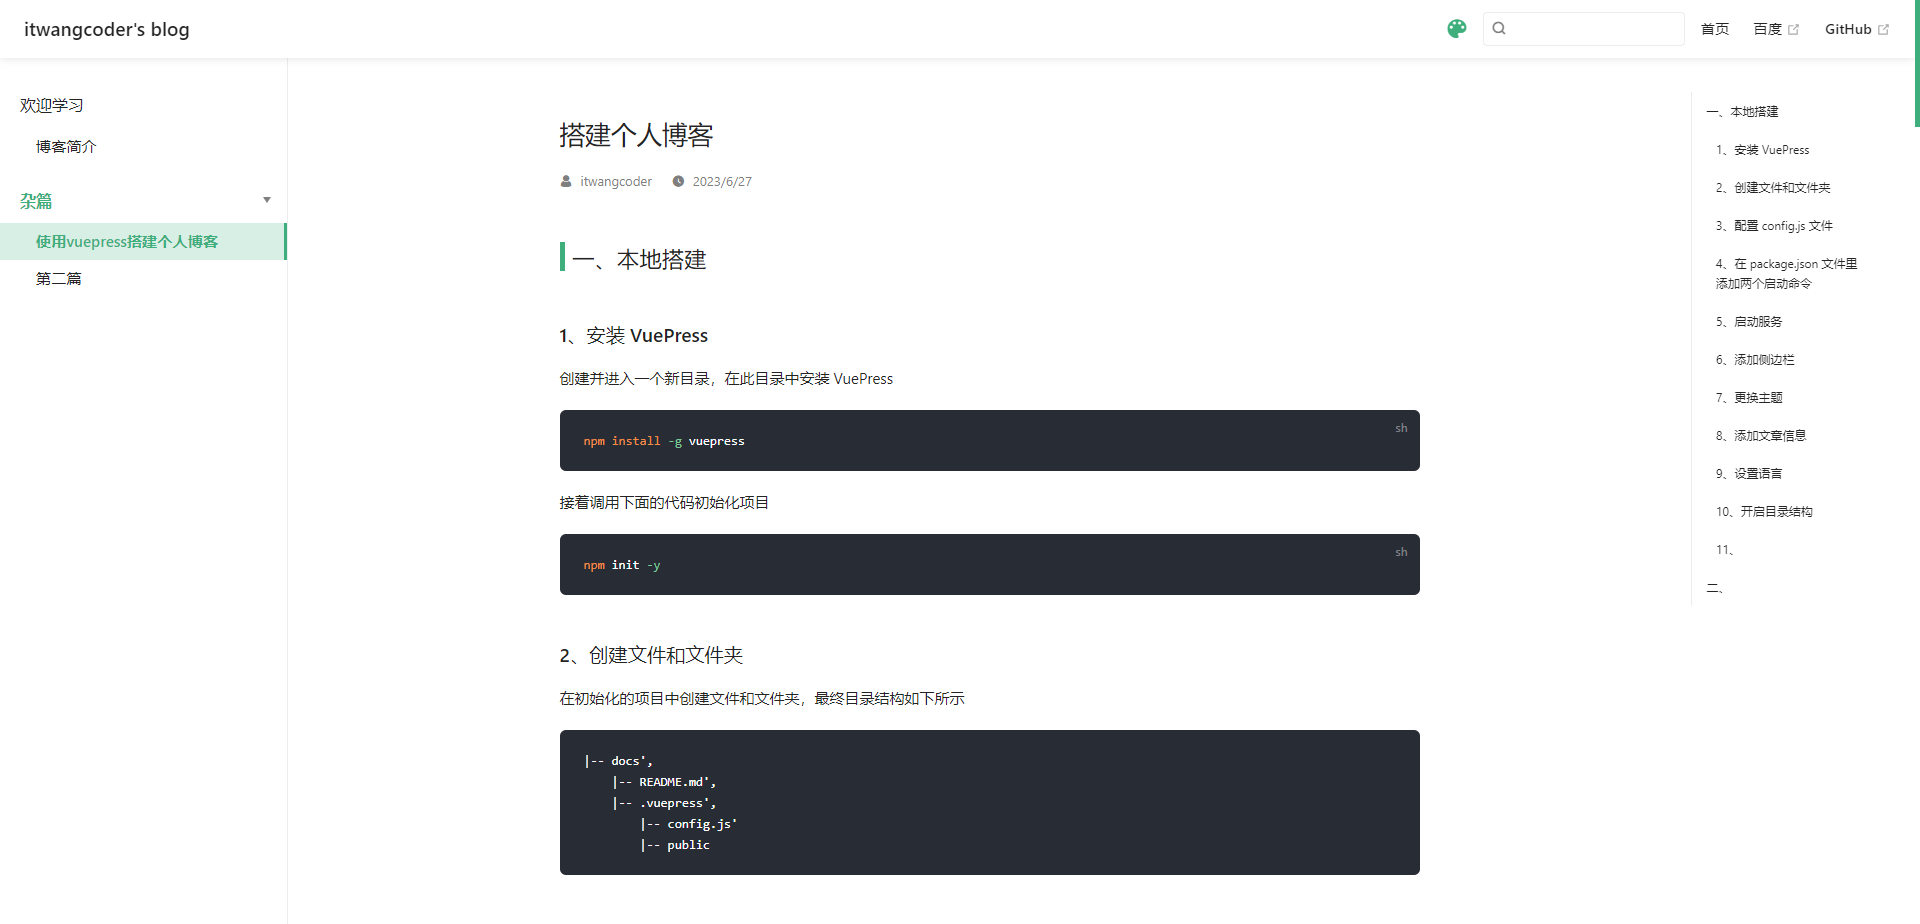 itwangcoder's blog
首页 百度 GitHub
欢迎学习
博客简介
杂篇
使用vuepress搭建个人博客
第二篇
搭建个人博客
itwangcoder 2023/6/27
一、本地搭建
1、安装 VuePress
创建并进入一个新目录，在此目录中安装 VuePress
sh
npm install -g vuepress
接着调用下面的代码初始化项目
sh
npm init -y
2、创建文件和文件夹
在初始化的项目中创建文件和文件夹，最终目录结构如下所示
|-- docs',
    |-- README.md',
    |-- .vuepress',
        |-- config.js'
        |-- public
一、本地搭建
1、安装 VuePress
2、创建文件和文件夹
3、配置 config.js 文件
4、在 package.json 文件里
添加两个启动命令
5、启动服务
6、添加侧边栏
7、更换主题
8、添加文章信息
9、设置语言
10、开启目录结构
11、
二、